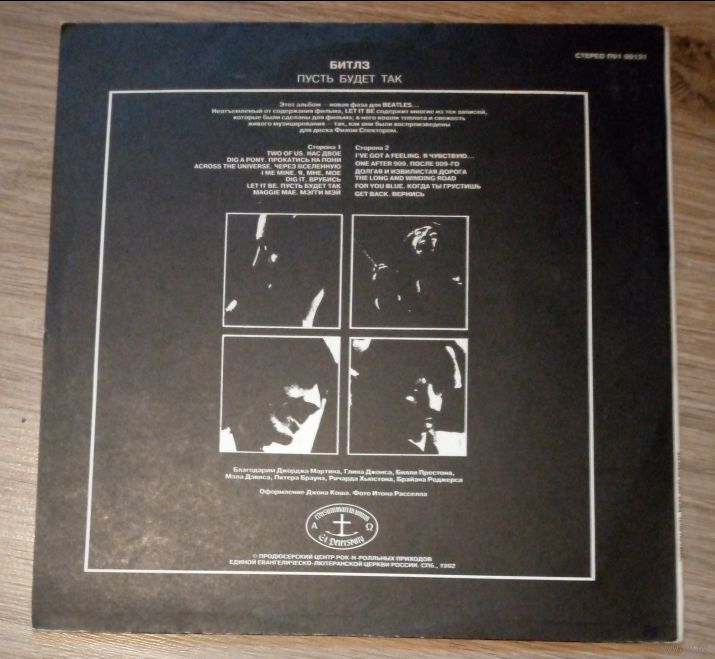 СТЕРЕО П91 00191
БИТЛЗ
ПУСТЬ БУДЕТ ТАК
Этот альбом — новая фаза для BEATLES...
Неотъемлемый от содержания фильма, LET IT BE содержит многие из тех записей,
которые были сделаны для фильма; в него вошли теплота и свежесть
живого музицирования — так, как они были воспроизведены
для диска Филом Спектором.
Сторона 1
TWO OF US. НАС ДВОЕ
DIG A PONY. ПРОКАТИСЬ НА ПОНИ
ACROSS THE UNIVERSE. ЧЕРЕЗ ВСЕЛЕННУЮ
I ME MINE. Я, МНЕ, МОЕ
DIG IT. ВРУБИСЬ
LET IT BE. ПУСТЬ БУДЕТ ТАК
MAGGIE MAE. МЭГГИ МЭЙ
Сторона 2
I'VE GOT A FEELING. Я ЧУВСТВУЮ...
ONE AFTER 909. ПОСЛЕ 909-ГО
ДОЛГАЯ И ИЗВИЛИСТАЯ ДОРОГА
THE LONG AND WINDING ROAD
FOR YOU BLUE. КОГДА ТЫ ГРУСТИШЬ
GET BACK. ВЕРНИСЬ
Благодарим Джорджа Мартина, Глина Джонса, Билли Престона,
Мэла Дэвиса, Питера Брауна, Ричарда Хьюстона, Брайана Роджерса
Оформление Джона Коша. Фото Итона Расселла
Α Ω
St Petersburg
© ПРОДЮСЕРСКИЙ ЦЕНТР РОК-Н-РОЛЛЬНЫХ ПРИХОДОВ
ЕДИНОЙ ЕВАНГЕЛИЧЕСКО-ЛЮТЕРАНСКОЙ ЦЕРКВИ РОССИИ. СПб., 1992